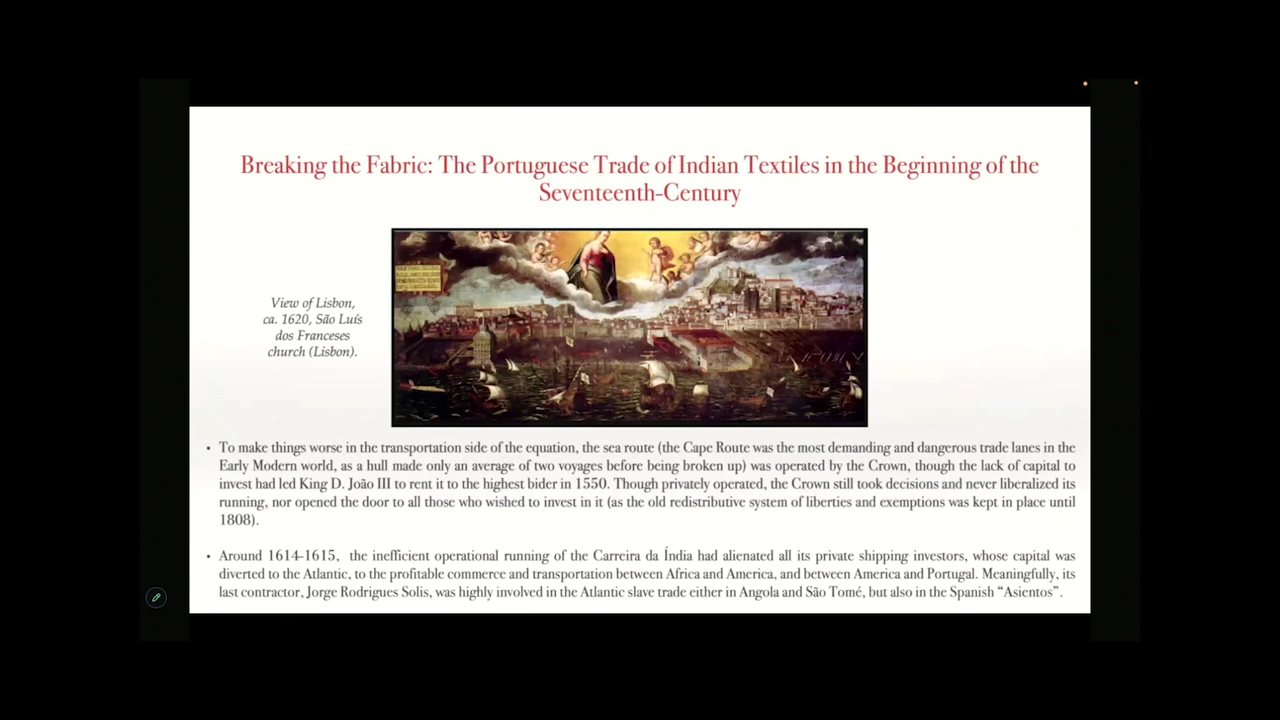 Breaking the Fabric: The Portuguese Trade of Indian Textiles in the Beginning of the
Seventeenth-Century
View of Lisbon,
ca. 1620, São Luís
dos Franceses
church (Lisbon).
• To make things worse in the transportation side of the equation, the sea route (the Cape Route was the most demanding and dangerous trade lanes in the
Early Modern world, as a hull made only an average of two voyages before being broken up) was operated by the Crown, though the lack of capital to
invest had led King D. João III to rent it to the highest bider in 1550. Though privately operated, the Crown still took decisions and never liberalized its
running, nor opened the door to all those who wished to invest in it (as the old redistributive system of liberties and exemptions was kept in place until
1808).
• Around 1614-1615, the inefficient operational running of the Carreira da Índia had alienated all its private shipping investors, whose capital was
diverted to the Atlantic, to the profitable commerce and transportation between Africa and America, and between America and Portugal. Meaningfully, its
last contractor, Jorge Rodrigues Solis, was highly involved in the Atlantic slave trade either in Angola and São Tomé, but also in the Spanish “Asientos”.